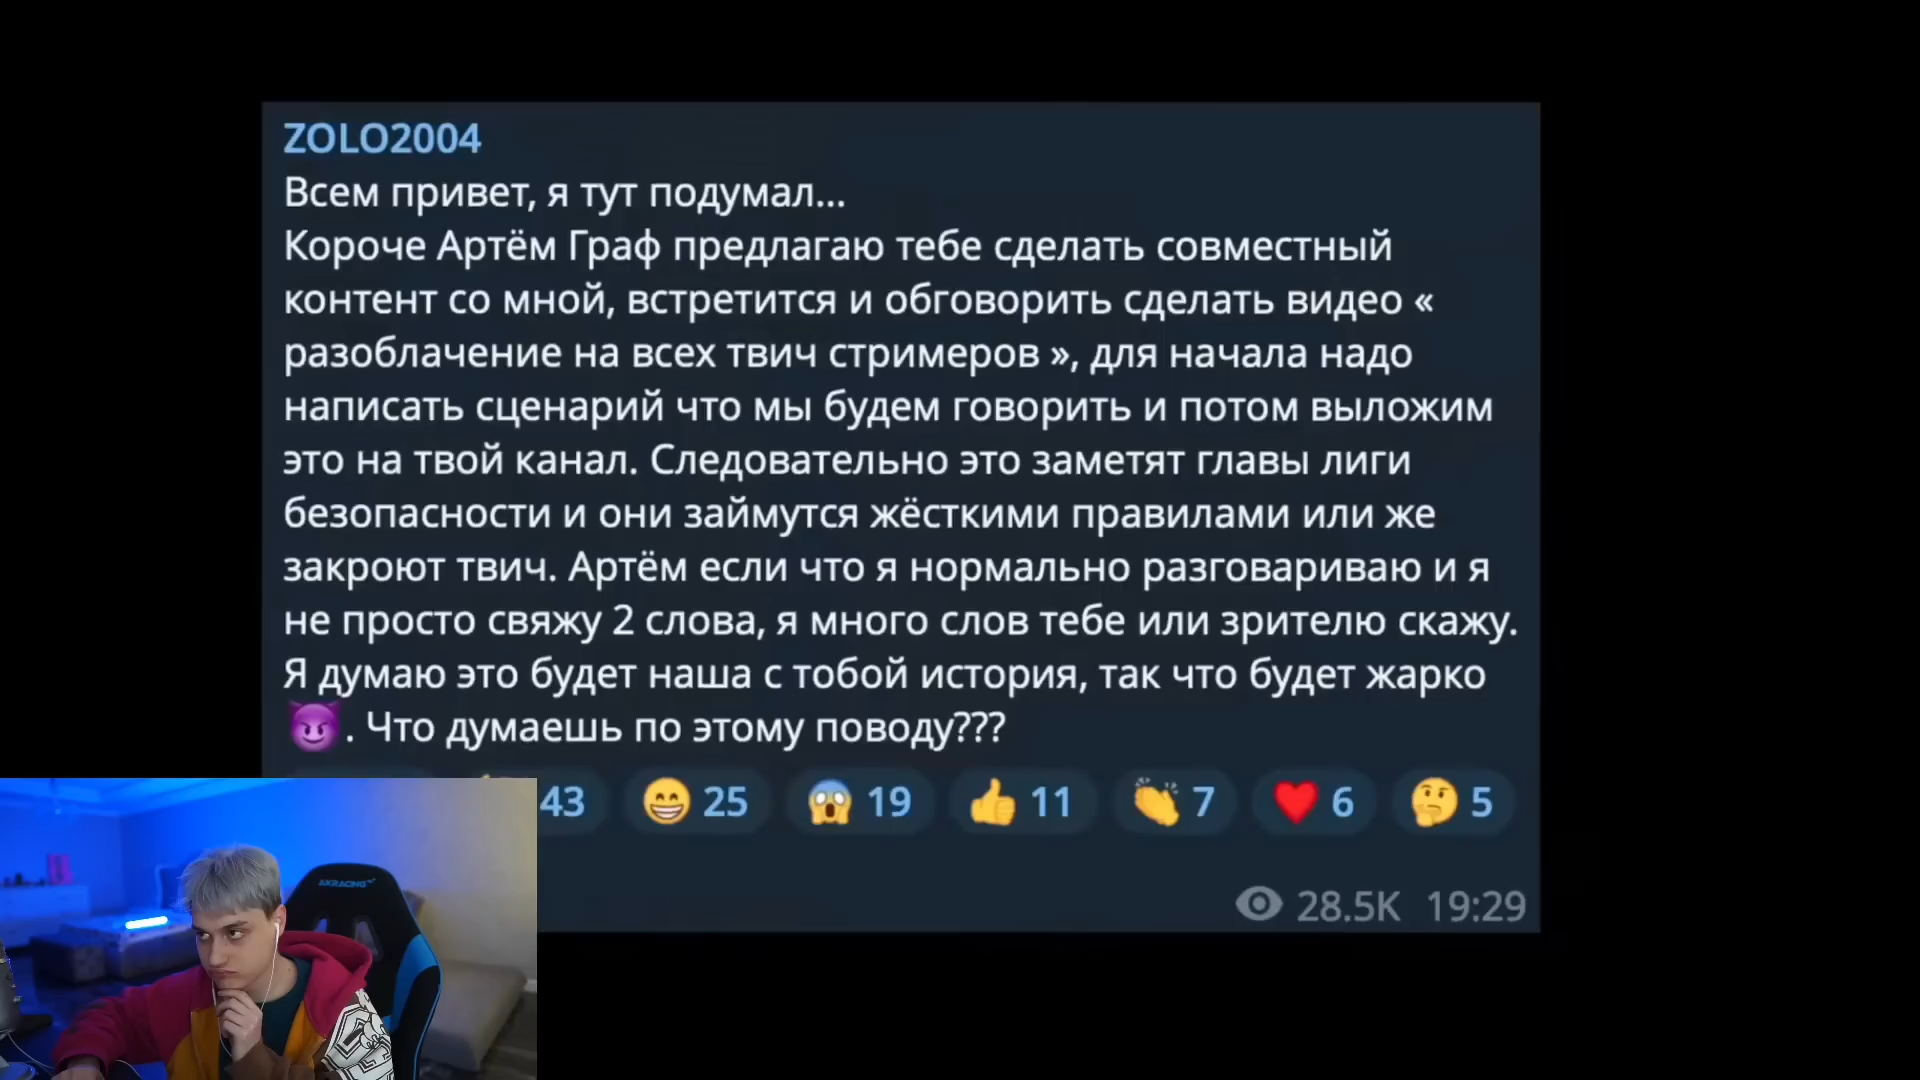 ZOLO2004
Всем привет, я тут подумал...
Короче Артём Граф предлагаю тебе сделать совместный
контент со мной, встретится и обговорить сделать видео «
разоблачение на всех твич стримеров », для начала надо
написать сценарий что мы будем говорить и потом выложим
это на твой канал. Следовательно это заметят главы лиги
безопасности и они займутся жёсткими правилами или же
закроют твич. Артём если что я нормально разговариваю и я
не просто свяжу 2 слова, я много слов тебе или зрителю скажу.
Я думаю это будет наша с тобой история, так что будет жарко
😈. Что думаешь по этому поводу???
43 😁 25 😱 19 👍 11 👏 7 ❤ 6 🤔 5
28.5K 19:29
AKRACING